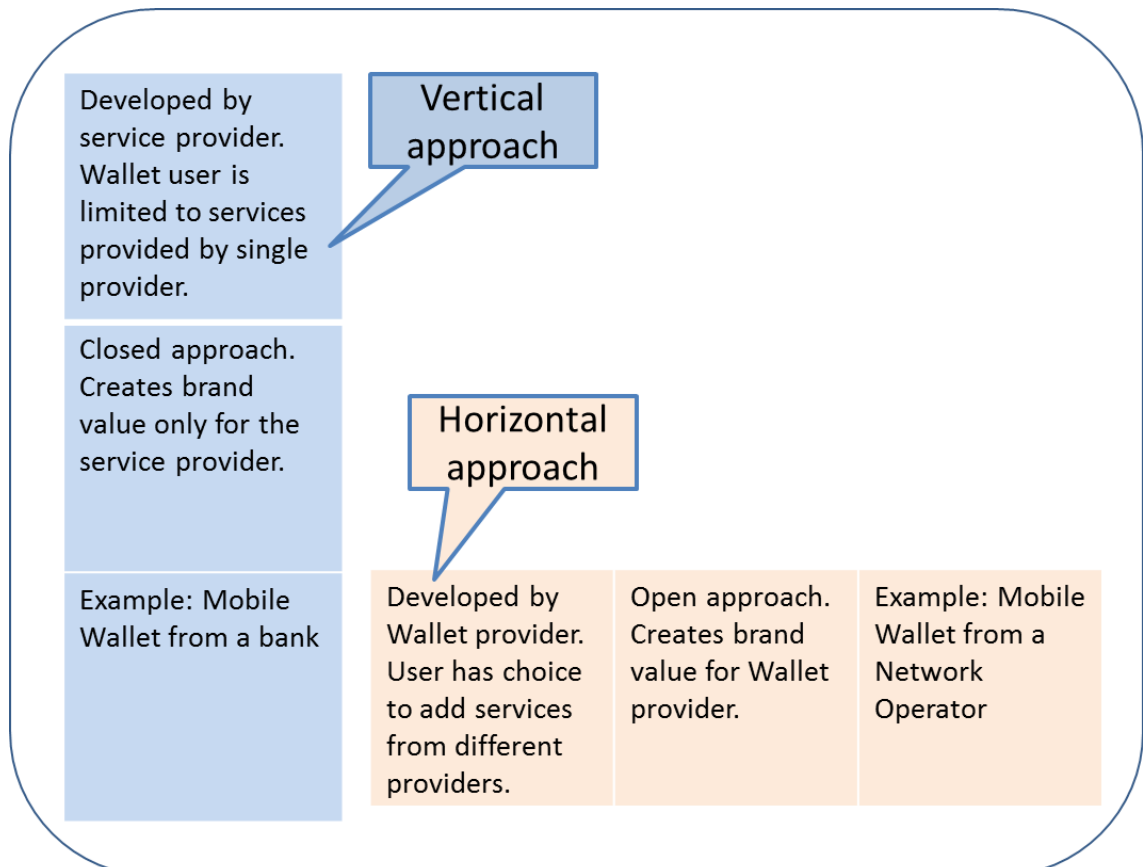 Developed by
service provider.
Wallet user is
limited to services
provided by single
provider.
Vertical
approach
Closed approach.
Creates brand
value only for the
service provider.
Horizontal
approach
Example: Mobile
Wallet from a bank
Developed by
Wallet provider.
User has choice
to add services
from different
providers.
Open approach.
Creates brand
value for Wallet
provider.
Example: Mobile
Wallet from a
Network
Operator